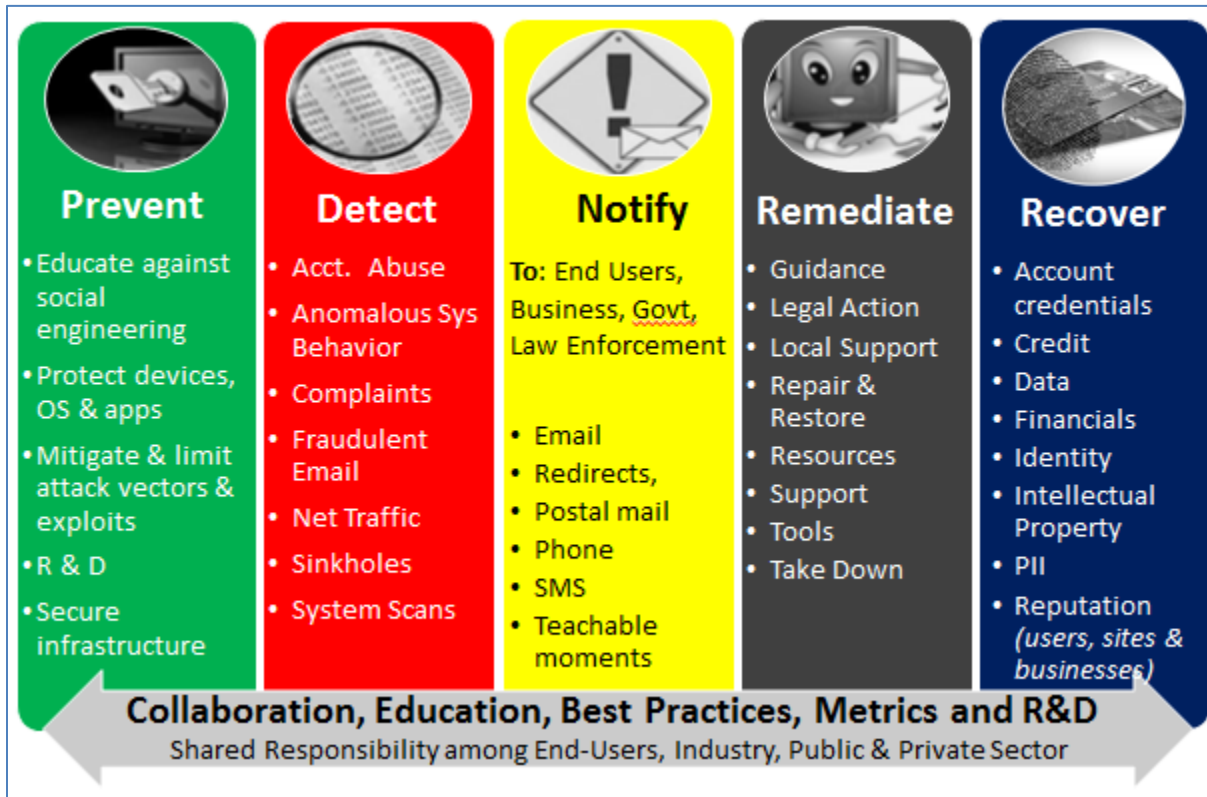 Prevent
•Educate against
social
engineering
•Protect devices,
OS & apps
•Mitigate & limit
attack vectors &
exploits
•R & D
•Secure
infrastructure
Detect
• Acct. Abuse
• Anomalous Sys
Behavior
• Complaints
• Fraudulent
Email
• Net Traffic
• Sinkholes
• System Scans
Notify
To: End Users,
Business, Govt,
Law Enforcement
• Email
• Redirects,
• Postal mail
• Phone
• SMS
• Teachable
moments
Remediate
• Guidance
• Legal Action
• Local Support
• Repair &
Restore
• Resources
• Support
• Tools
• Take Down
Recover
• Account
credentials
• Credit
• Data
• Financials
• Identity
• Intellectual
Property
• PII
• Reputation
(users, sites &
businesses)
Collaboration, Education, Best Practices, Metrics and R&D
Shared Responsibility among End-Users, Industry, Public & Private Sector